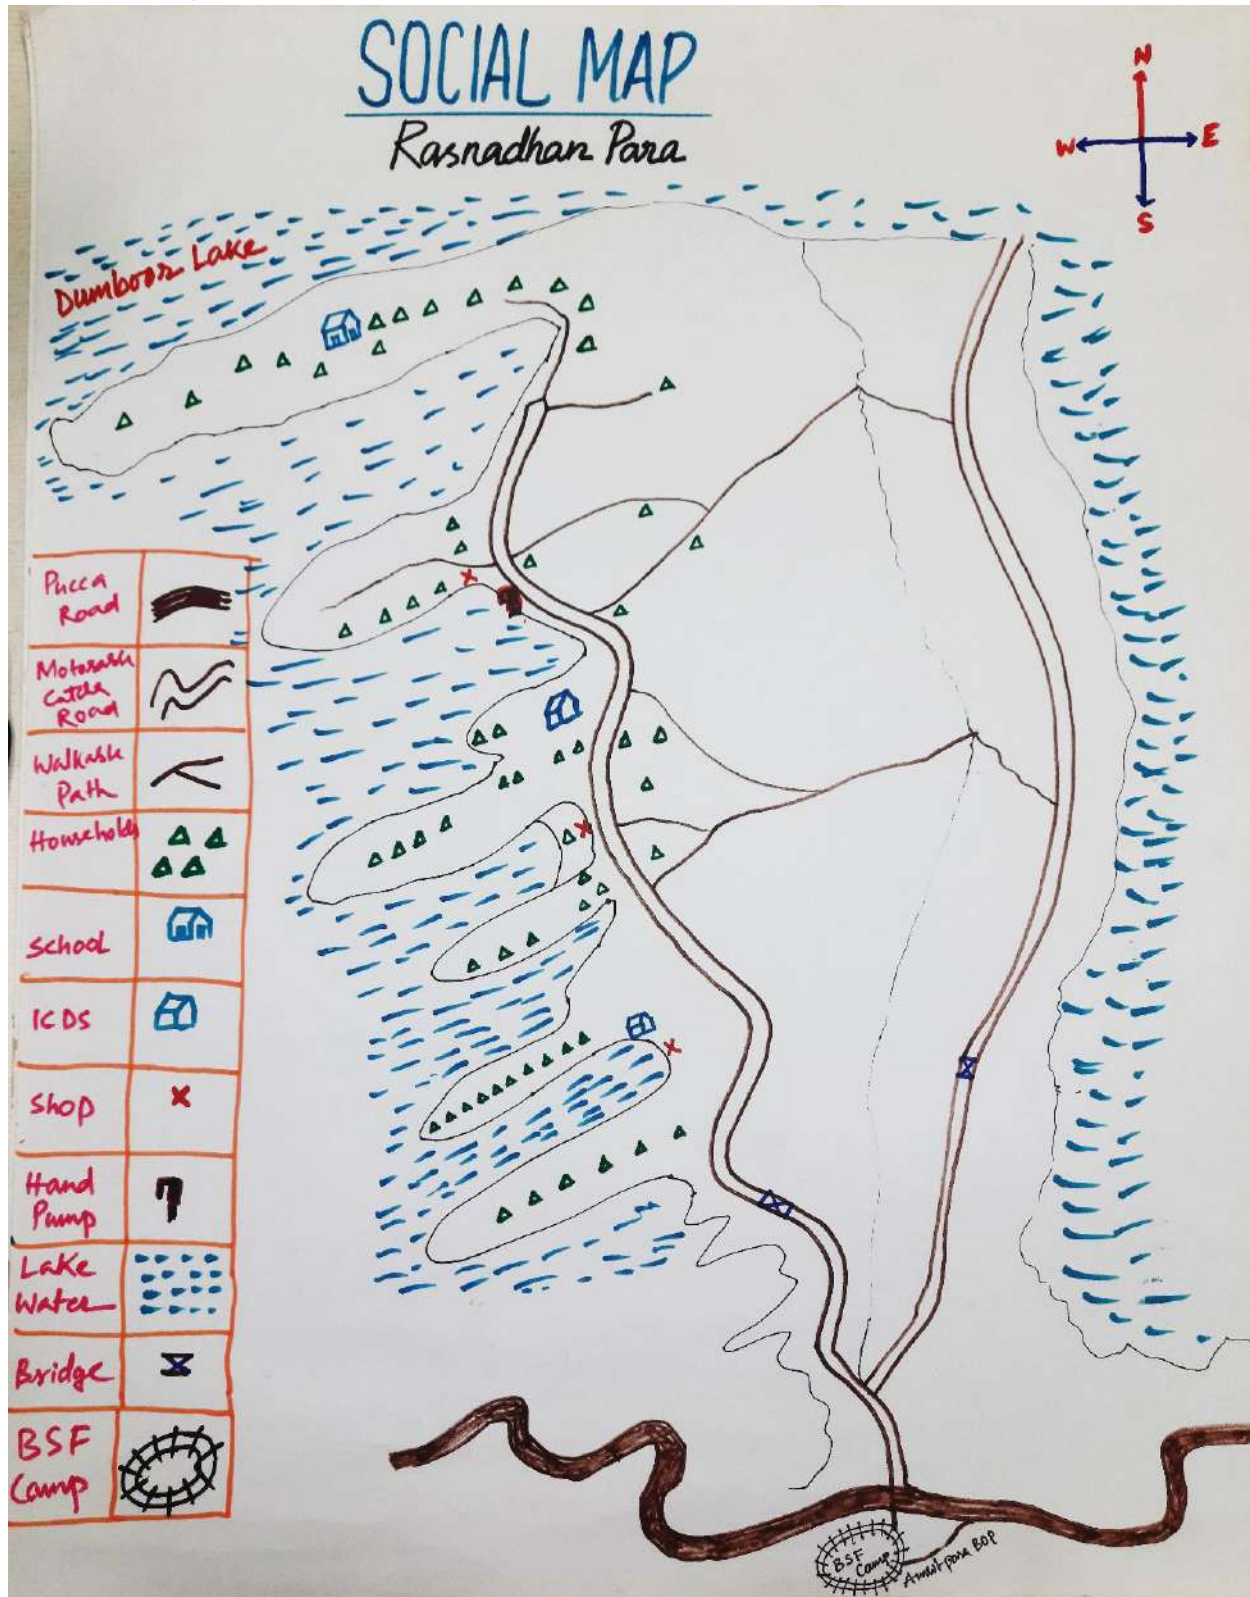 SOCIAL MAP
Rasnadhan Para
N
W E
S
Dumboor Lake
Pucca
Road
Motorable
Road
Walkable
Path
Households
School
ICDS
Shop
Hand
Pump
Lake
Water
Bridge
BSF
Camp
BSF
Camp
BOP